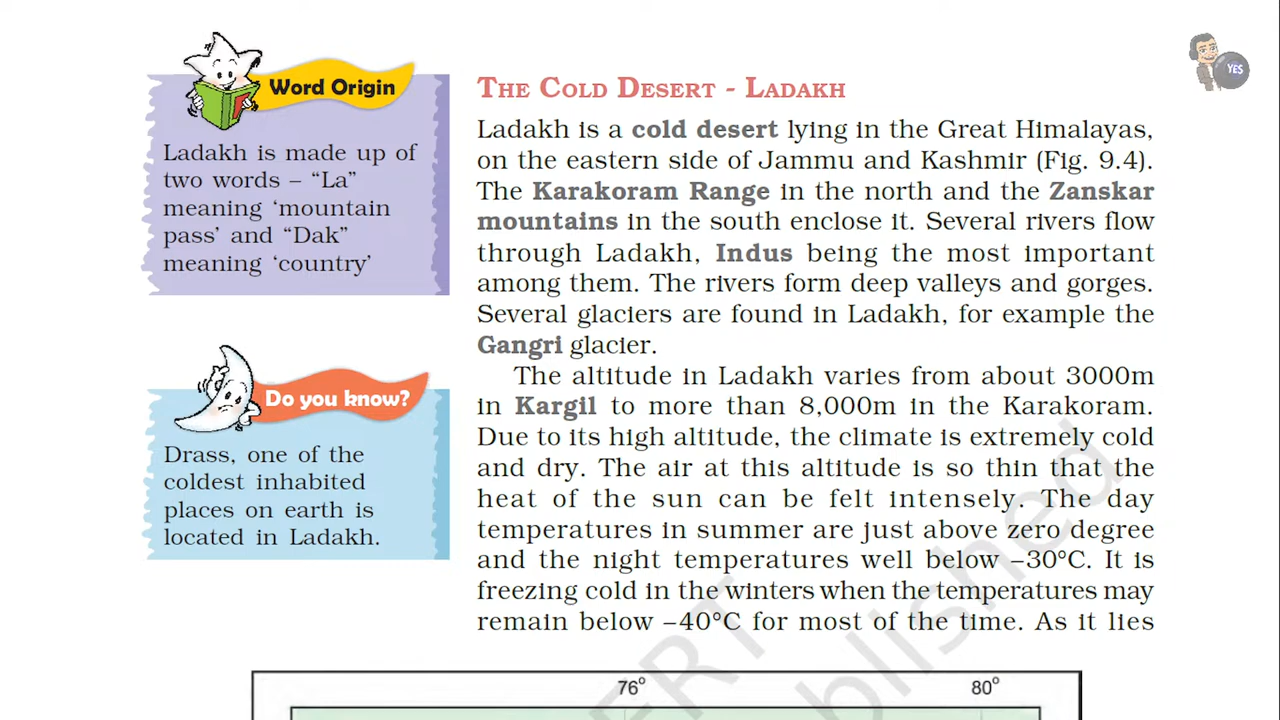 Word Origin
Ladakh is made up of
two words – “La”
meaning ‘mountain
pass’ and “Dak”
meaning ‘country’
Do you know?
Drass, one of the
coldest inhabited
places on earth is
located in Ladakh.
YES
THE COLD DESERT - LADAKH
Ladakh is a cold desert lying in the Great Himalayas,
on the eastern side of Jammu and Kashmir (Fig. 9.4).
The Karakoram Range in the north and the Zanskar
mountains in the south enclose it. Several rivers flow
through Ladakh, Indus being the most important
among them. The rivers form deep valleys and gorges.
Several glaciers are found in Ladakh, for example the
Gangri glacier.
The altitude in Ladakh varies from about 3000m
in Kargil to more than 8,000m in the Karakoram.
Due to its high altitude, the climate is extremely cold
and dry. The air at this altitude is so thin that the
heat of the sun can be felt intensely. The day
temperatures in summer are just above zero degree
and the night temperatures well below –30°C. It is
freezing cold in the winters when the temperatures may
remain below –40°C for most of the time. As it lies
76° 80°